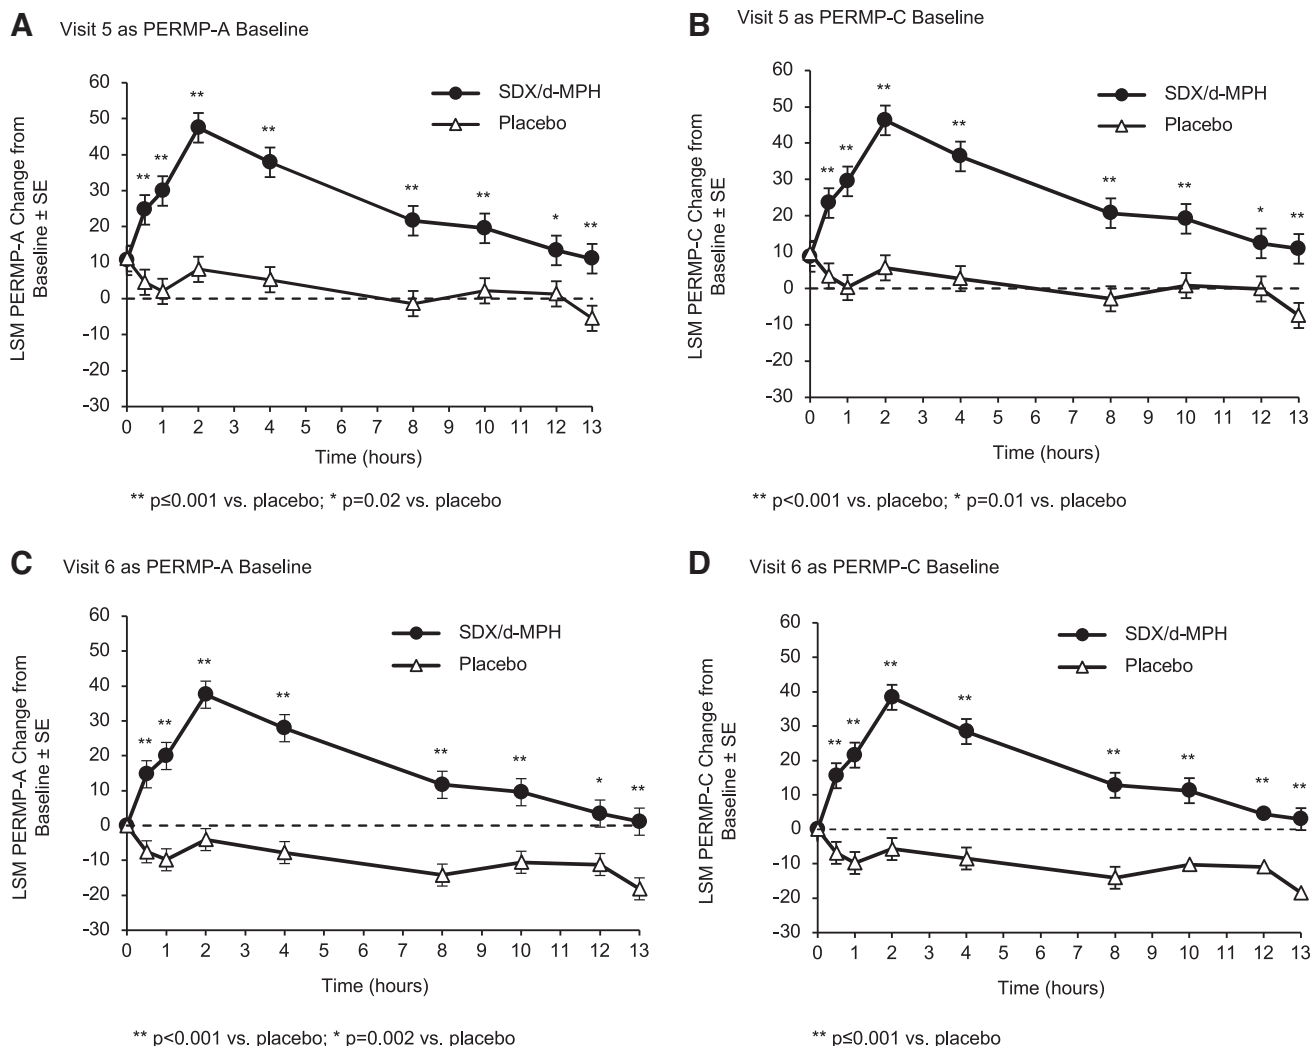 A Visit 5 as PERMP-A Baseline
LSM PERMP-A Change from
Baseline ± SE
60
50
40
30
20
10
0
-10
-20
-30
** ** ** ** ** ** * **
SDX/d-MPH
Placebo
0 1 2 3 4 5 6 7 8 9 10 11 12 13
Time (hours)
** p≤0.001 vs. placebo; * p=0.02 vs. placebo
B Visit 5 as PERMP-C Baseline
LSM PERMP-C Change from
Baseline ± SE
60
50
40
30
20
10
0
-10
-20
-30
** ** ** ** ** ** * **
SDX/d-MPH
Placebo
0 1 2 3 4 5 6 7 8 9 10 11 12 13
Time (hours)
** p<0.001 vs. placebo; * p=0.01 vs. placebo
C Visit 6 as PERMP-A Baseline
LSM PERMP-A Change from
Baseline ± SE
60
50
40
30
20
10
0
-10
-20
-30
** ** ** ** ** ** * **
SDX/d-MPH
Placebo
0 1 2 3 4 5 6 7 8 9 10 11 12 13
Time (hours)
** p<0.001 vs. placebo; * p=0.002 vs. placebo
D Visit 6 as PERMP-C Baseline
LSM PERMP-C Change from
Baseline ± SE
60
50
40
30
20
10
0
-10
-20
-30
** ** ** ** ** ** ** **
SDX/d-MPH
Placebo
0 1 2 3 4 5 6 7 8 9 10 11 12 13
Time (hours)
** p≤0.001 vs. placebo